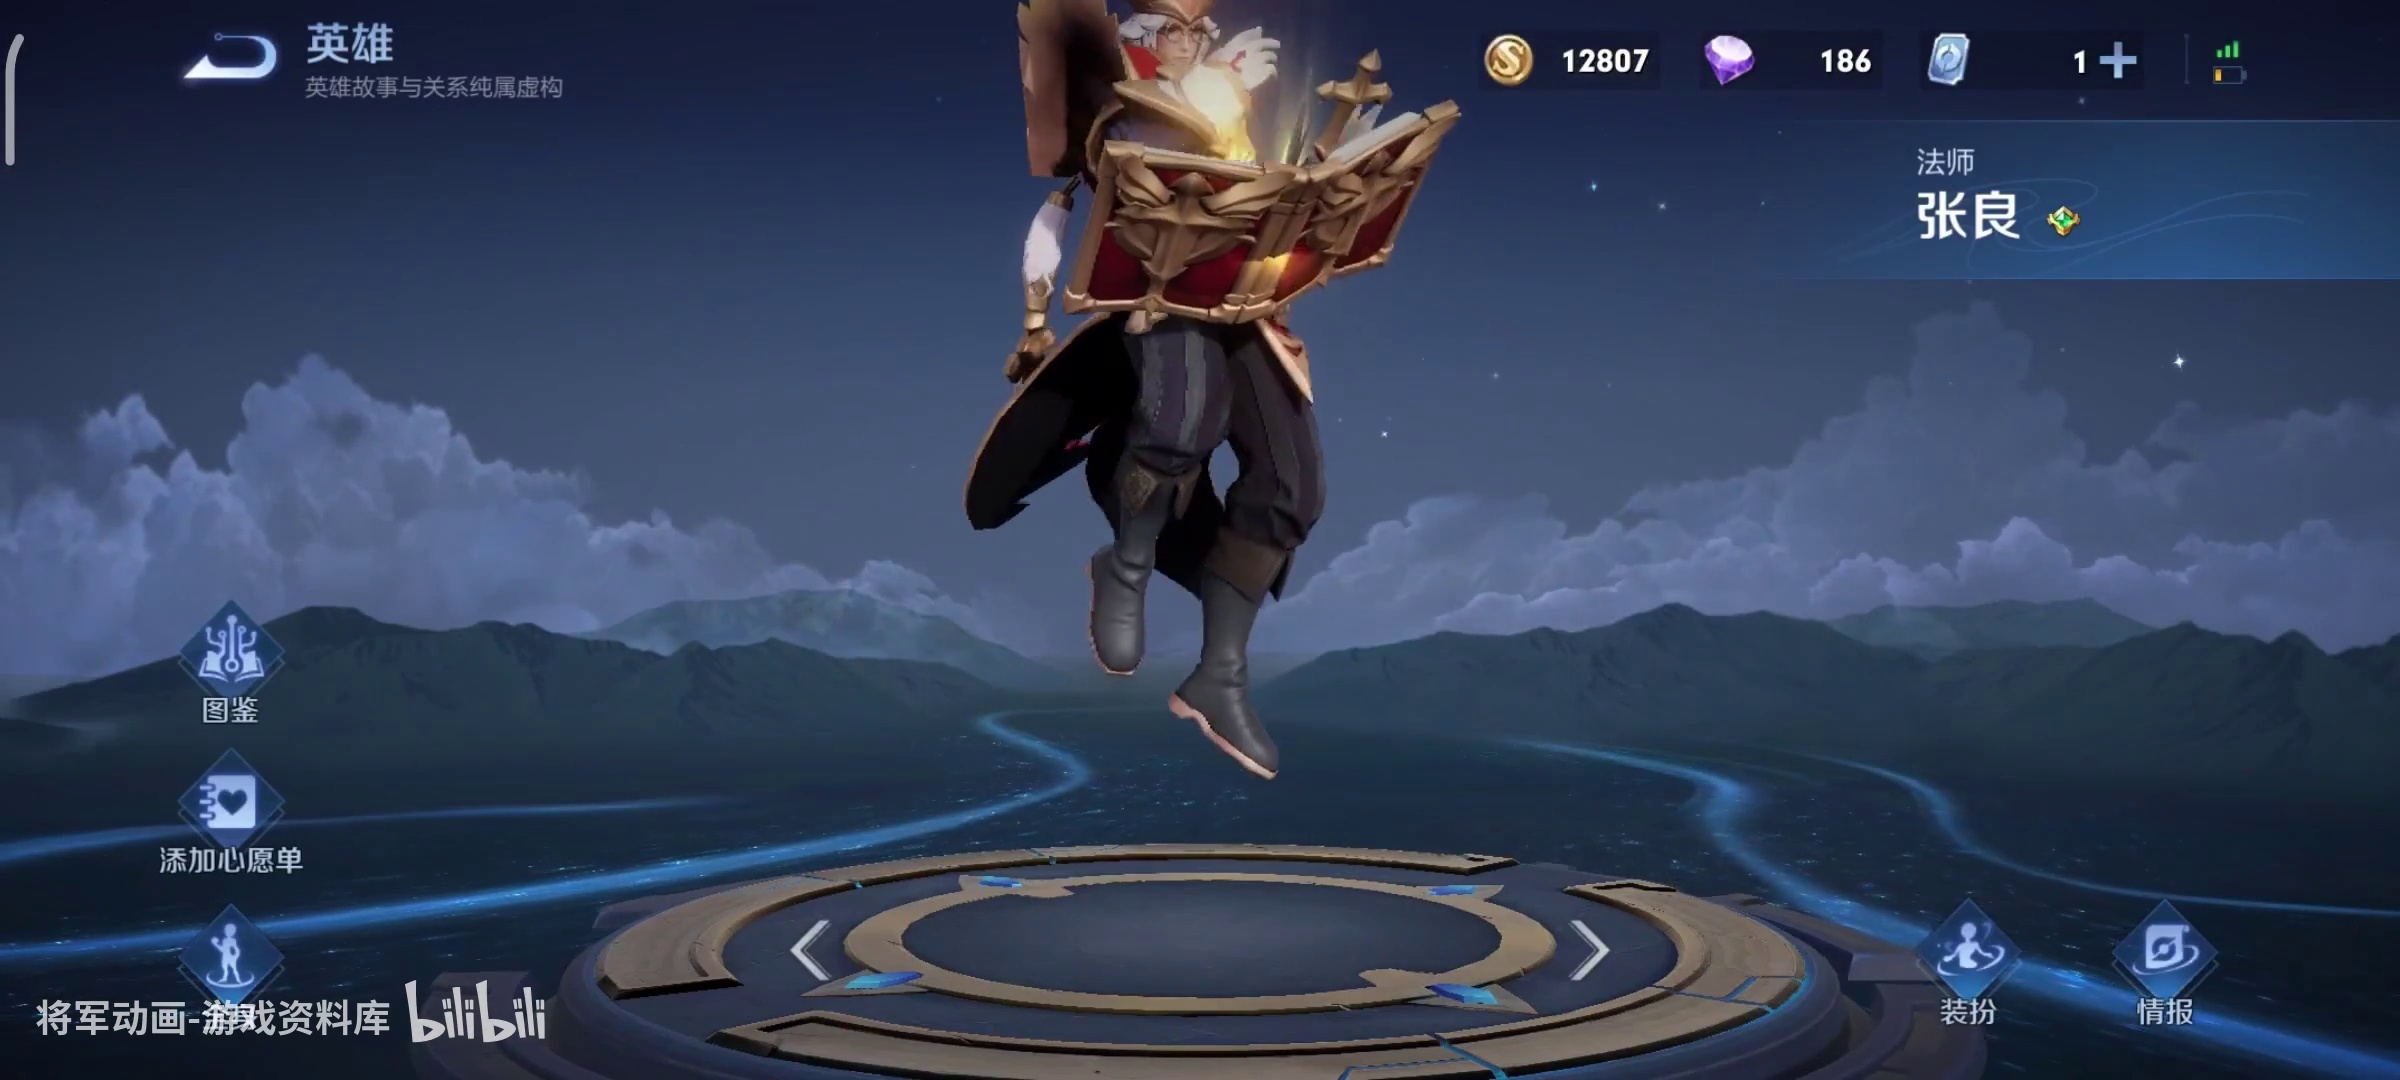 英雄
英雄故事与关系纯属虚构
12807
186
1
法师
张良
图鉴
添加心愿单
装扮
情报
将军动画-游戏资料库 bilibili